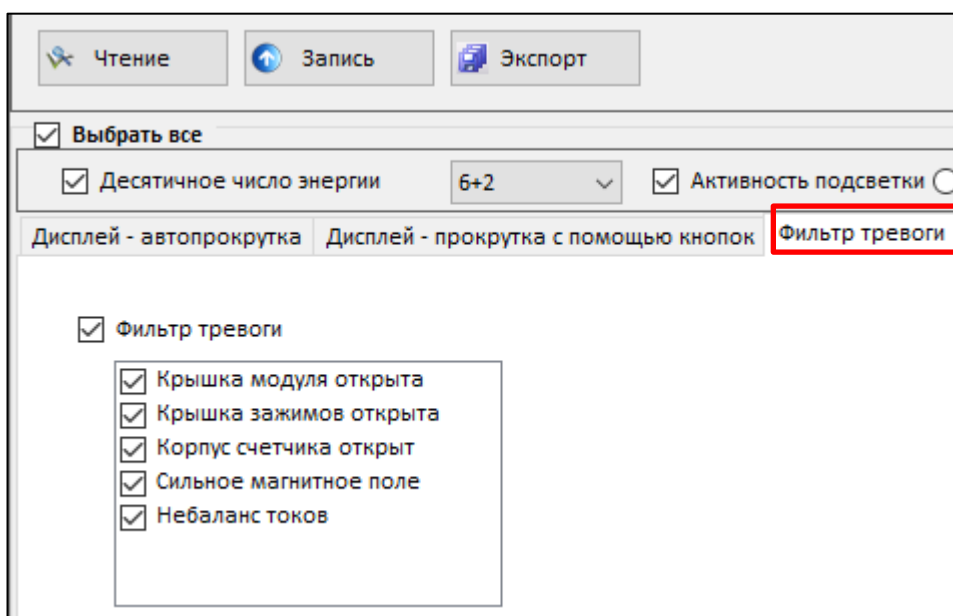 Чтение Запись Экспорт
Выбрать все
Десятичное число энергии 6+2 Активность подсветки
Дисплей - автопрокрутка Дисплей - прокрутка с помощью кнопок Фильтр тревоги
Фильтр тревоги
Крышка модуля открыта
Крышка зажимов открыта
Корпус счетчика открыт
Сильное магнитное поле
Небаланс токов